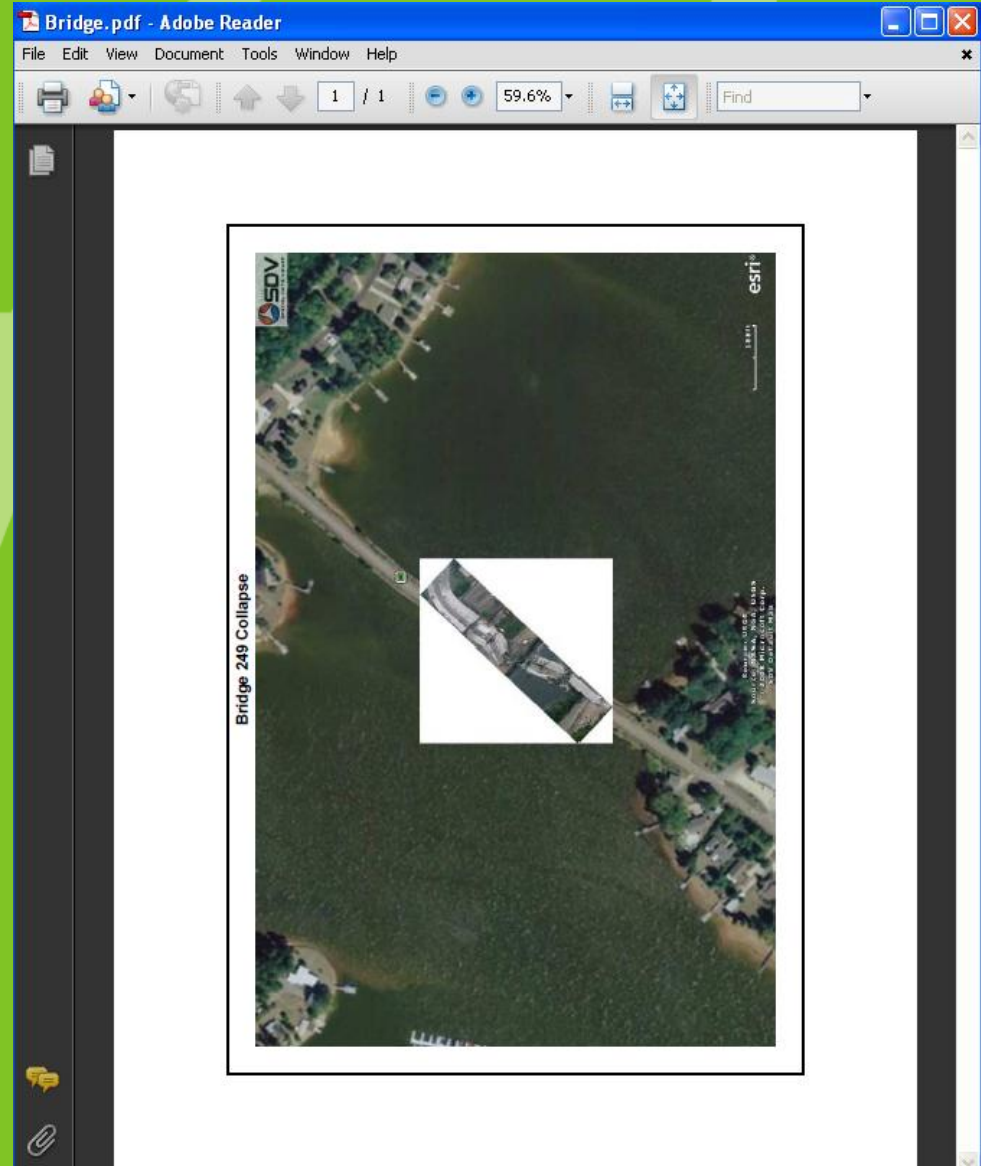 Bridge.pdf - Adobe Reader
File Edit View Document Tools Window Help
1 / 1
59.6%
Find
Bridge 249 Collapse
SDV
esri